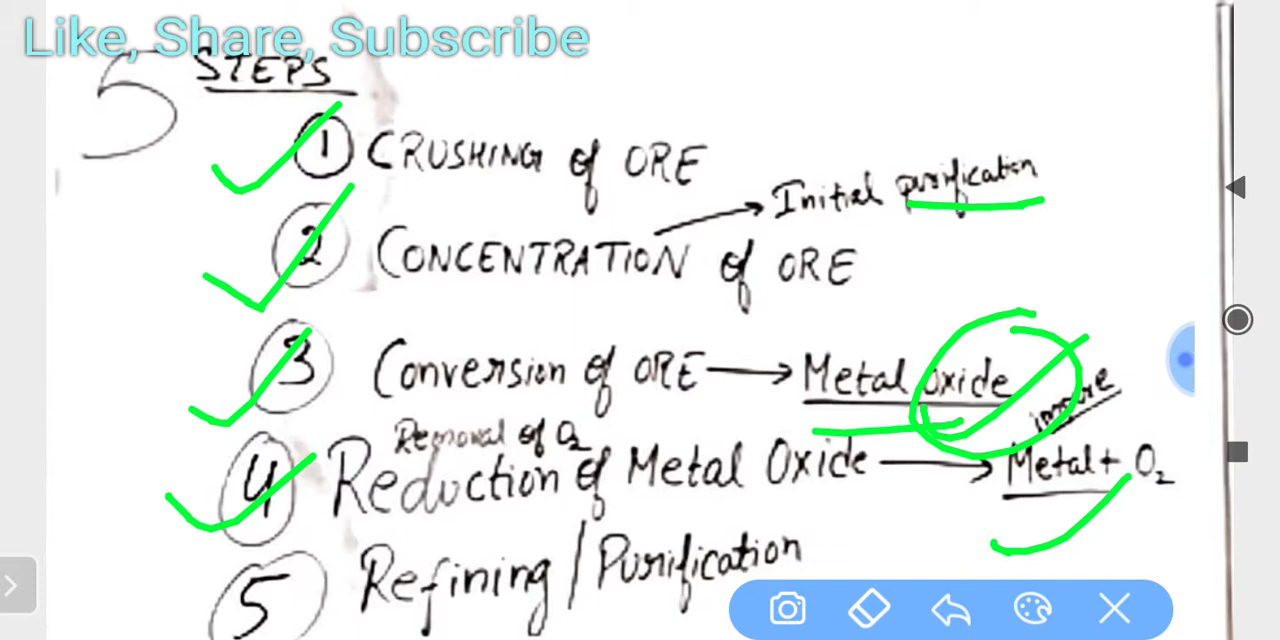 Like, Share, Subscribe
5 STEPS
① CRUSHING of ORE
Initial purification
② CONCENTRATION of ORE
③ Conversion of ORE → Metal Oxide
impure
Removal of O2
④ Reduction of Metal Oxide → Metal + O2
⑤ Refining / Purification